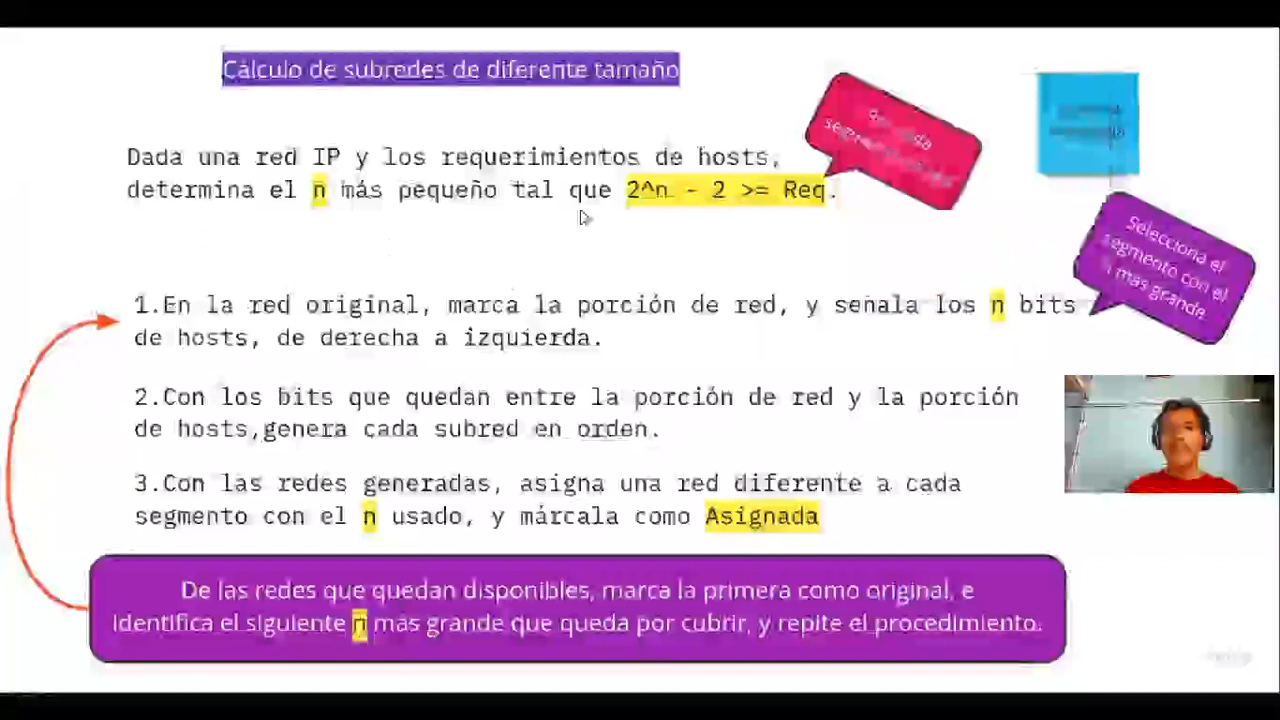 Cálculo de subredes de diferente tamaño
Dada una red IP y los requerimientos de hosts,
determina el n más pequeño tal que 2^n - 2 >= Req.
Selecciona el
segmento con el
n más grande
1.En la red original, marca la porción de red, y señala los n bits
de hosts, de derecha a izquierda.
2.Con los bits que quedan entre la porción de red y la porción
de hosts,genera cada subred en orden.
3.Con las redes generadas, asigna una red diferente a cada
segmento con el n usado, y márcala como Asignada
De las redes que quedan disponibles, marca la primera como original, e
identifica el siguiente n más grande que queda por cubrir, y repite el procedimiento.